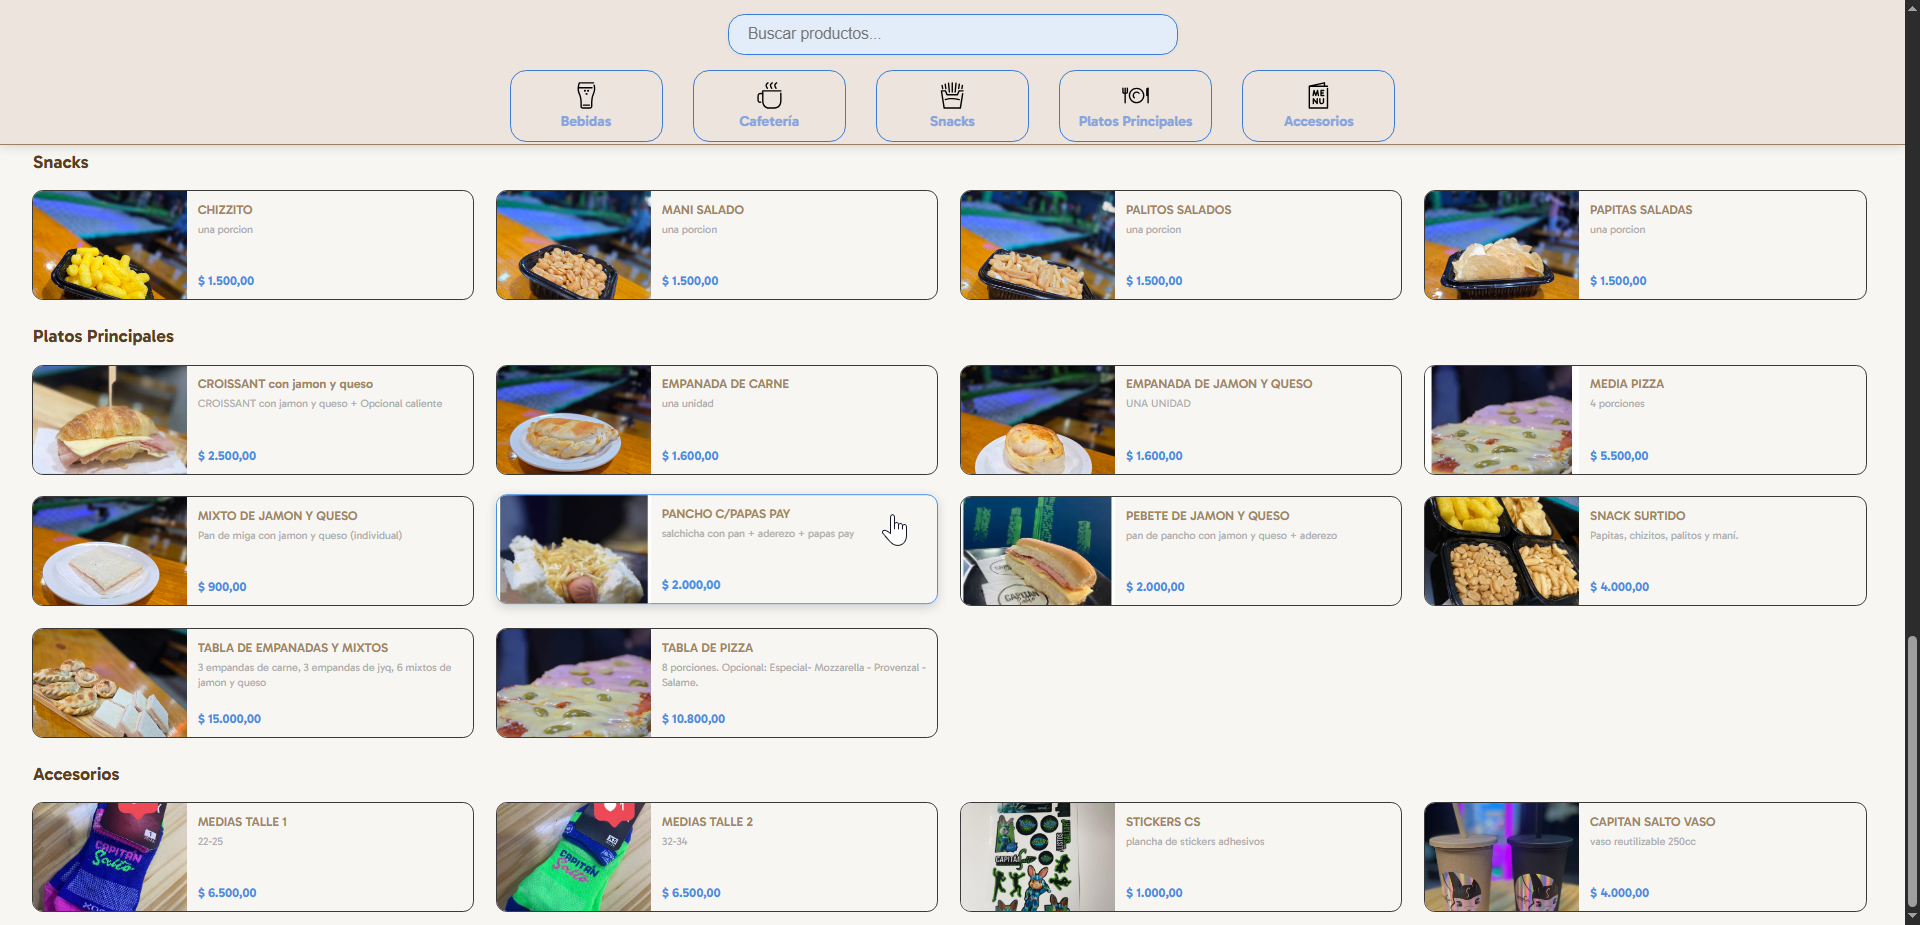 Buscar productos...
Bebidas
Cafetería
Snacks
Platos Principales
Accesorios
Snacks
CHIZZITO
una porcion
$ 1.500,00
MANI SALADO
una porcion
$ 1.500,00
PALITOS SALADOS
una porcion
$ 1.500,00
PAPITAS SALADAS
una porcion
$ 1.500,00
Platos Principales
CROISSANT con jamon y queso
CROISSANT con jamon y queso + Opcional caliente
$ 2.500,00
EMPANADA DE CARNE
una unidad
$ 1.600,00
EMPANADA DE JAMON Y QUESO
UNA UNIDAD
$ 1.600,00
MEDIA PIZZA
4 porciones
$ 5.500,00
MIXTO DE JAMON Y QUESO
Pan de miga con jamon y queso (individual)
$ 900,00
PANCHO C/PAPAS PAY
salchicha con pan + aderezo + papas pay
$ 2.000,00
PEBETE DE JAMON Y QUESO
pan de pancho con jamon y queso + aderezo
$ 2.000,00
SNACK SURTIDO
Papitas, chizitos, palitos y maní.
$ 4.000,00
TABLA DE EMPANADAS Y MIXTOS
3 empandas de carne, 3 empandas de jyq, 6 mixtos de
jamon y queso
$ 15.000,00
TABLA DE PIZZA
8 porciones. Opcional: Especial- Mozzarella - Provenzal -
Salame.
$ 10.800,00
Accesorios
MEDIAS TALLE 1
22-25
$ 6.500,00
CAPITÁN
Salto
MEDIAS TALLE 2
32-34
$ 6.500,00
CAPITÁN
Salto
STICKERS CS
plancha de stickers adhesivos
$ 1.000,00
CAPITÁN
CAPITAN SALTO VASO
vaso reutilizable 250cc
$ 4.000,00